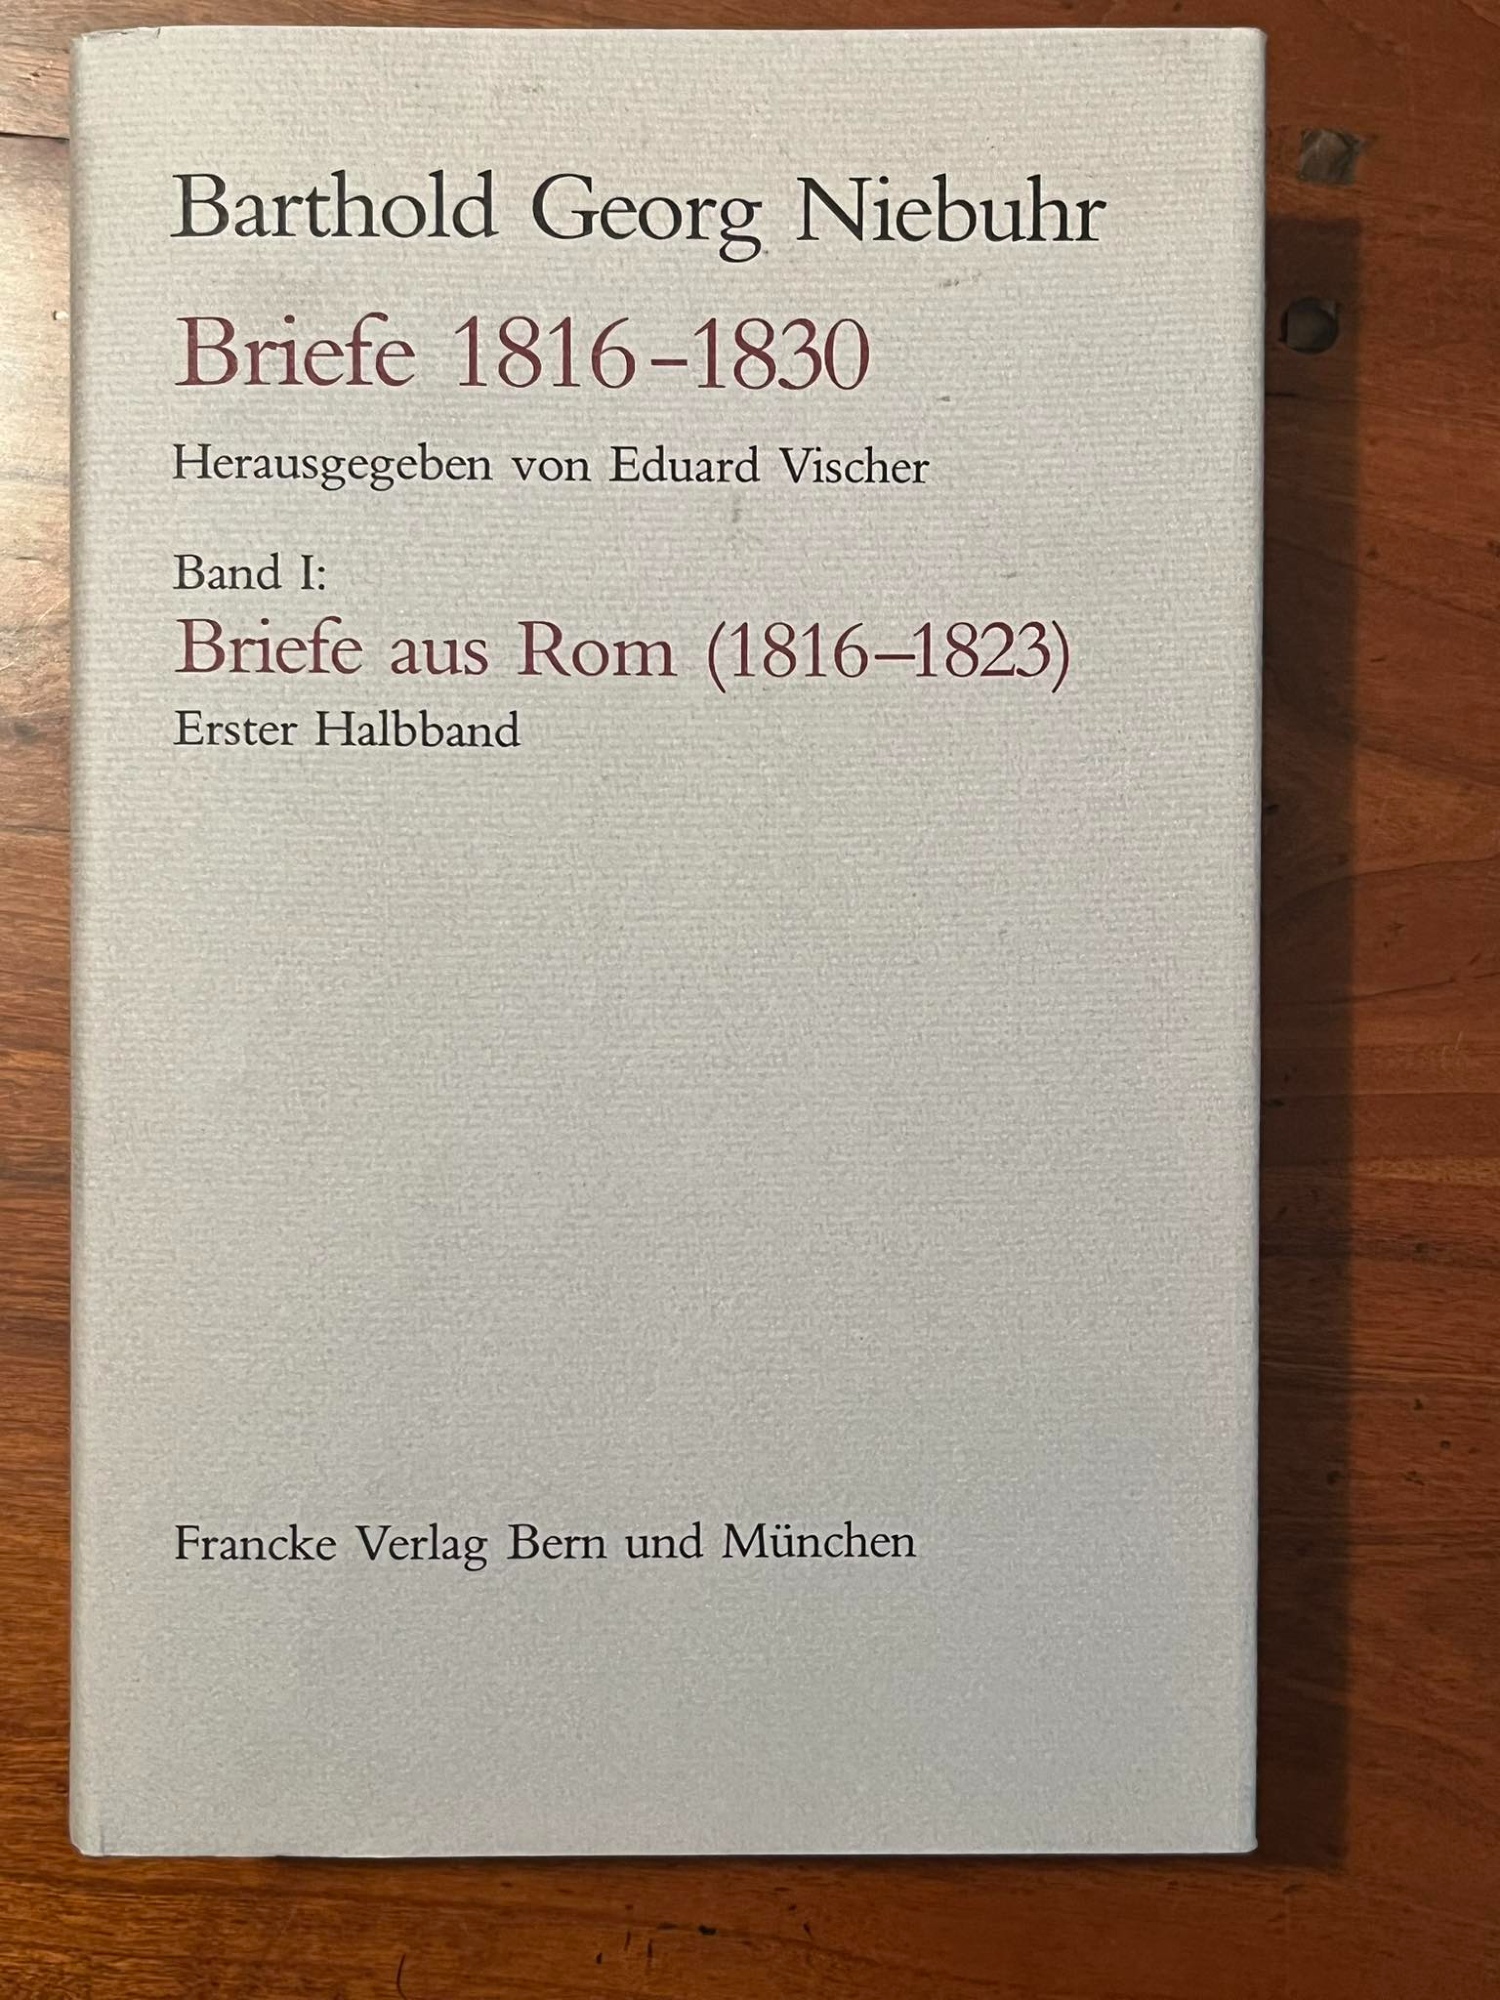 Barthold Georg Niebuhr
Briefe 1816–1830
Herausgegeben von Eduard Vischer
Band I:
Briefe aus Rom (1816–1823)
Erster Halbband
Francke Verlag Bern und München